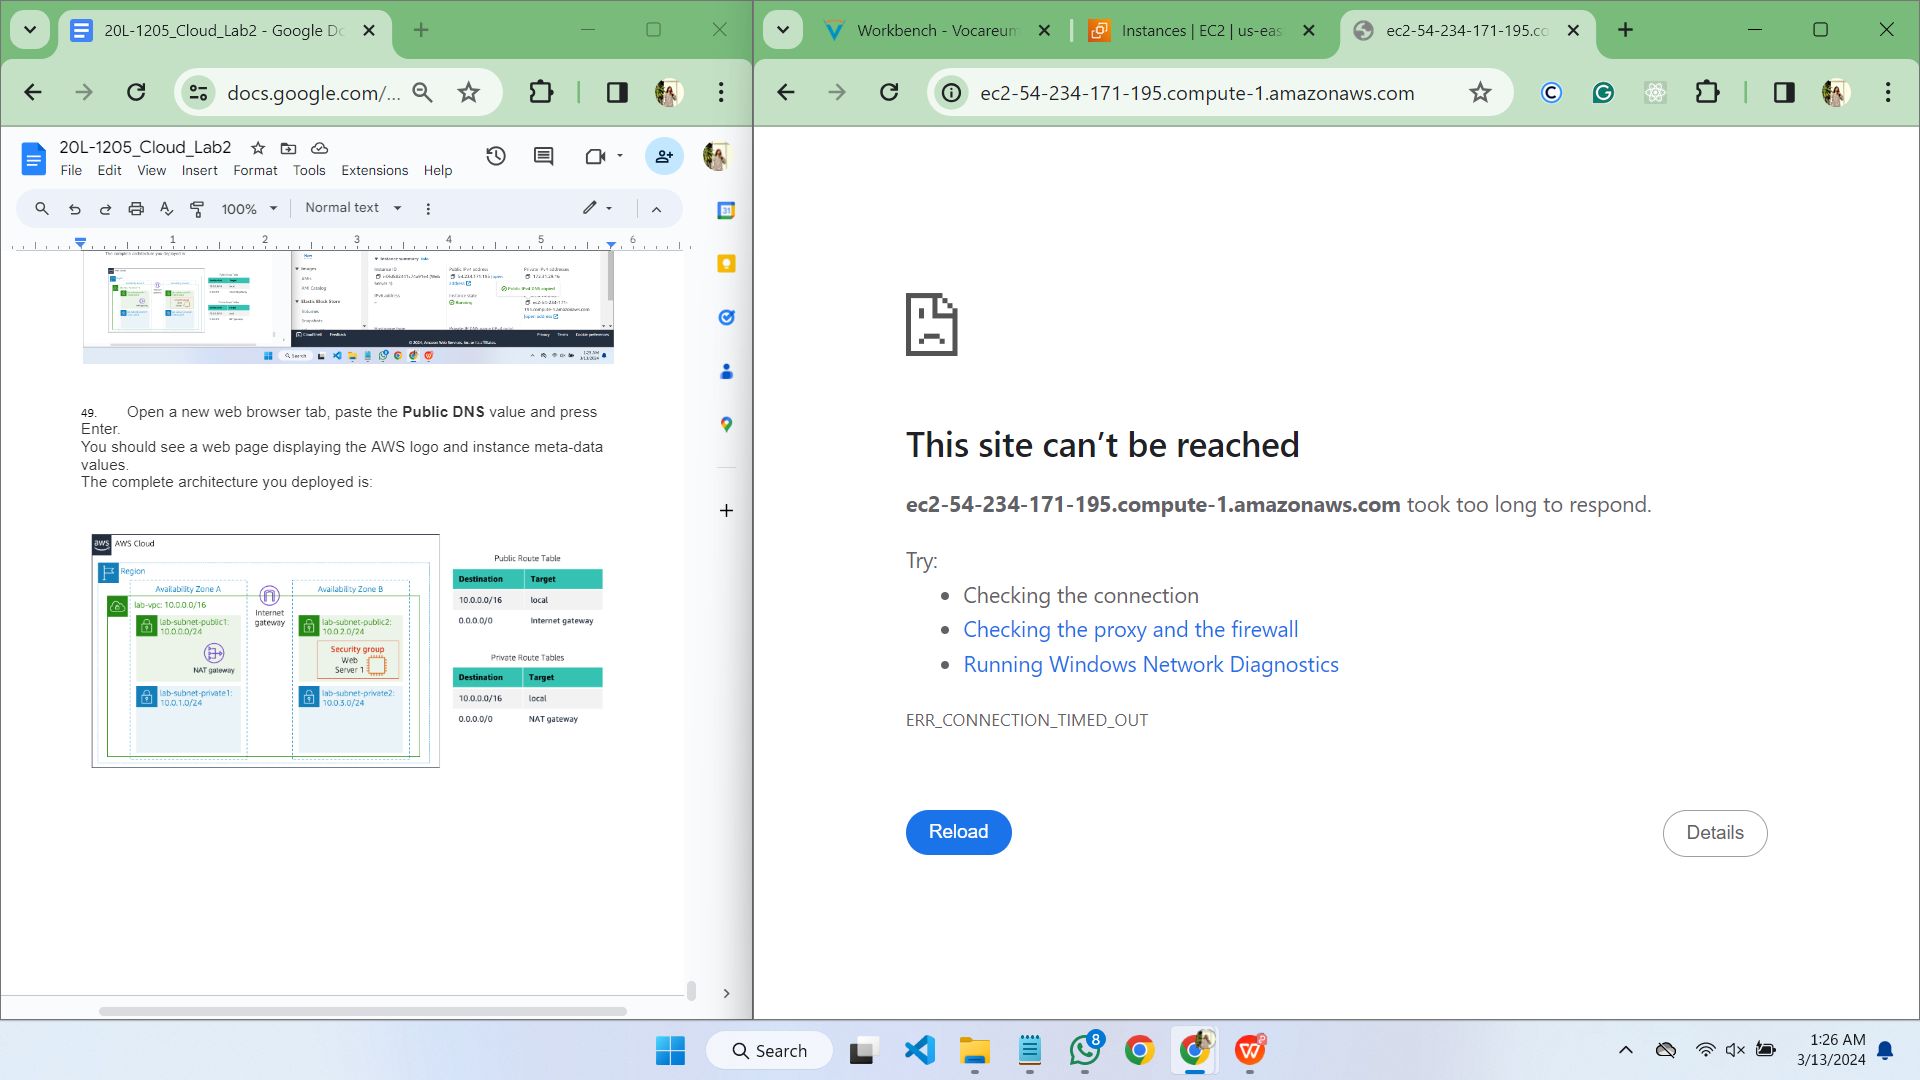 20L-1205_Cloud_Lab2 - Google Do
docs.google.com/...
20L-1205_Cloud_Lab2
File Edit View Insert Format Tools Extensions Help
100% Normal text
1 2 3 4 5 6
49. Open a new web browser tab, paste the Public DNS value and press
Enter.
You should see a web page displaying the AWS logo and instance meta-data
values.
The complete architecture you deployed is:
aws AWS Cloud
Region
Availability Zone A
Availability Zone B
lab-vpc: 10.0.0.0/16
Internet
gateway
lab-subnet-public1:
10.0.0.0/24
NAT gateway
lab-subnet-public2:
10.0.2.0/24
Security group
Web
Server 1
lab-subnet-private1:
10.0.1.0/24
lab-subnet-private2:
10.0.3.0/24
Public Route Table
Destination Target
10.0.0.0/16 local
0.0.0.0/0 Internet gateway
Private Route Tables
Destination Target
10.0.0.0/16 local
0.0.0.0/0 NAT gateway
Workbench - Vocareum
Instances | EC2 | us-eas
ec2-54-234-171-195.co
ec2-54-234-171-195.compute-1.amazonaws.com
This site can’t be reached
ec2-54-234-171-195.compute-1.amazonaws.com took too long to respond.
Try:
Checking the connection
Checking the proxy and the firewall
Running Windows Network Diagnostics
ERR_CONNECTION_TIMED_OUT
Reload
Details
Search
8
1:26 AM
3/13/2024